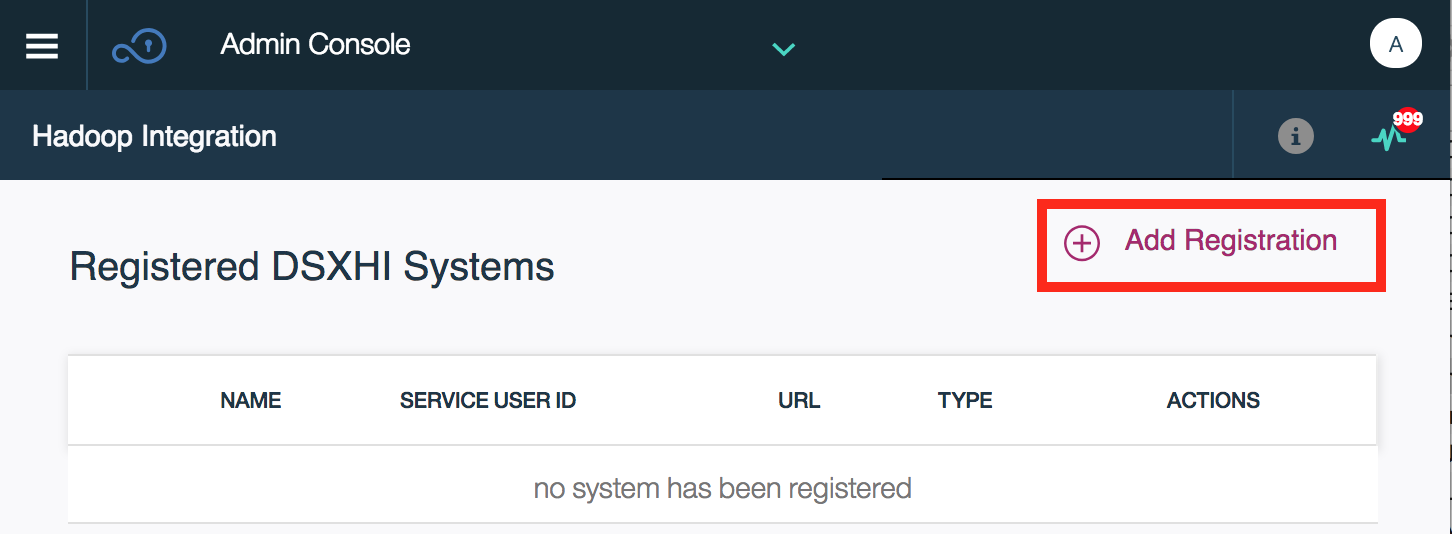 Admin Console
A
Hadoop Integration
i
999
Add Registration
Registered DSXHI Systems
NAME SERVICE USER ID URL TYPE ACTIONS
no system has been registered